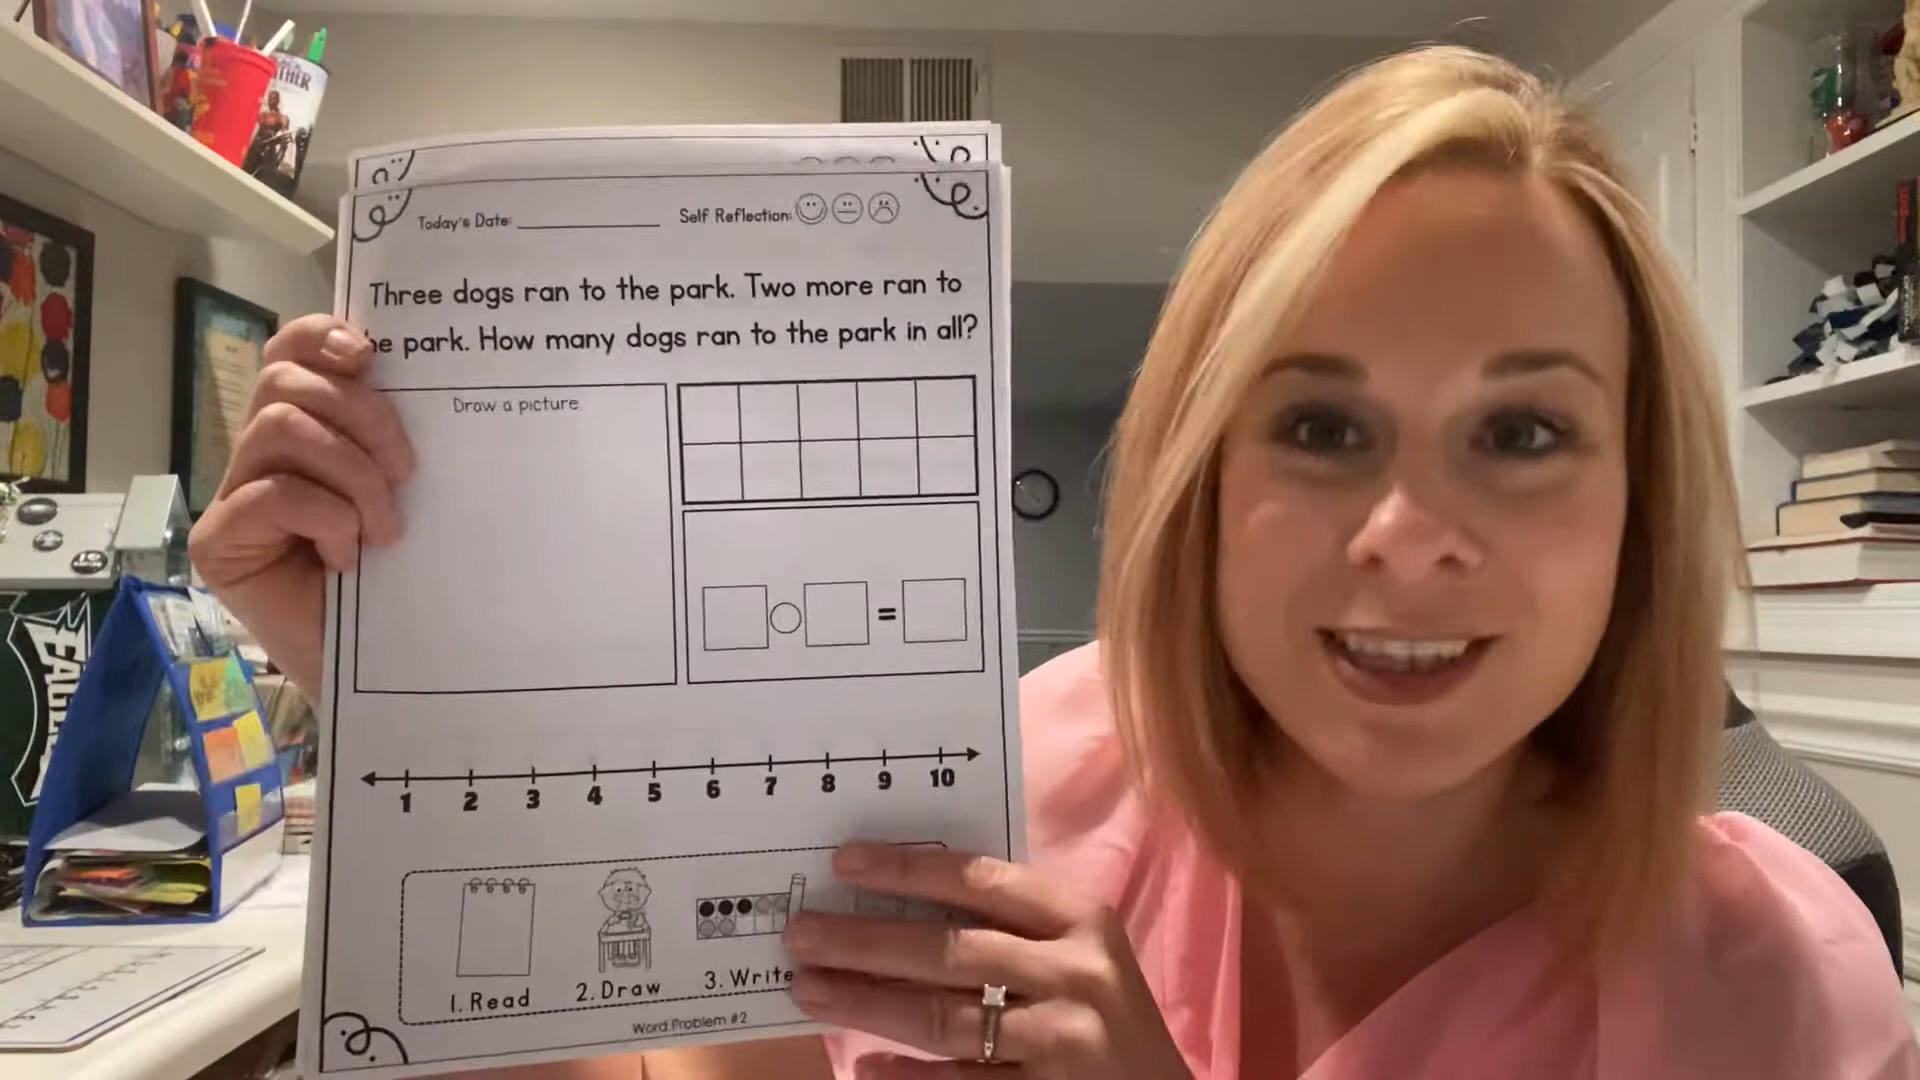 Today's Date:
Self Reflection:
Three dogs ran to the park. Two more ran to
park. How many dogs ran to the park in all?
Draw a picture.
=
1 2 3 4 5 6 7 8 9 10
1. Read
2. Draw
3. Write
Word Problem #2